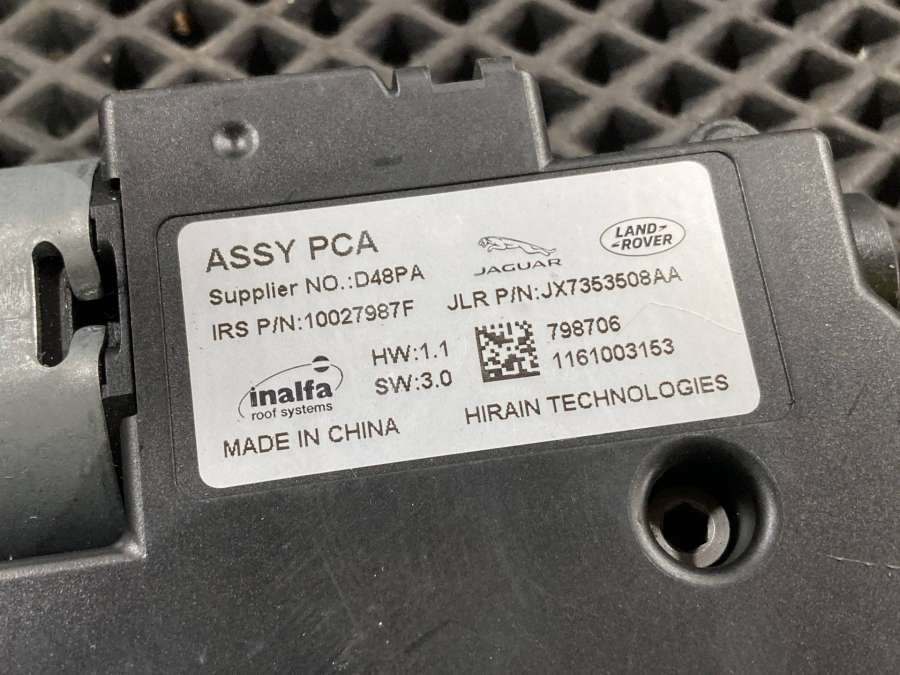 ASSY PCA
JAGUAR
LAND-
-ROVER
Supplier NO.:D48PA
JLR P/N:JX7353508AA
IRS P/N:10027987F
HW:1.1
SW:3.0
798706
1161003153
inalfa
roof systems
MADE IN CHINA
HIRAIN TECHNOLOGIES